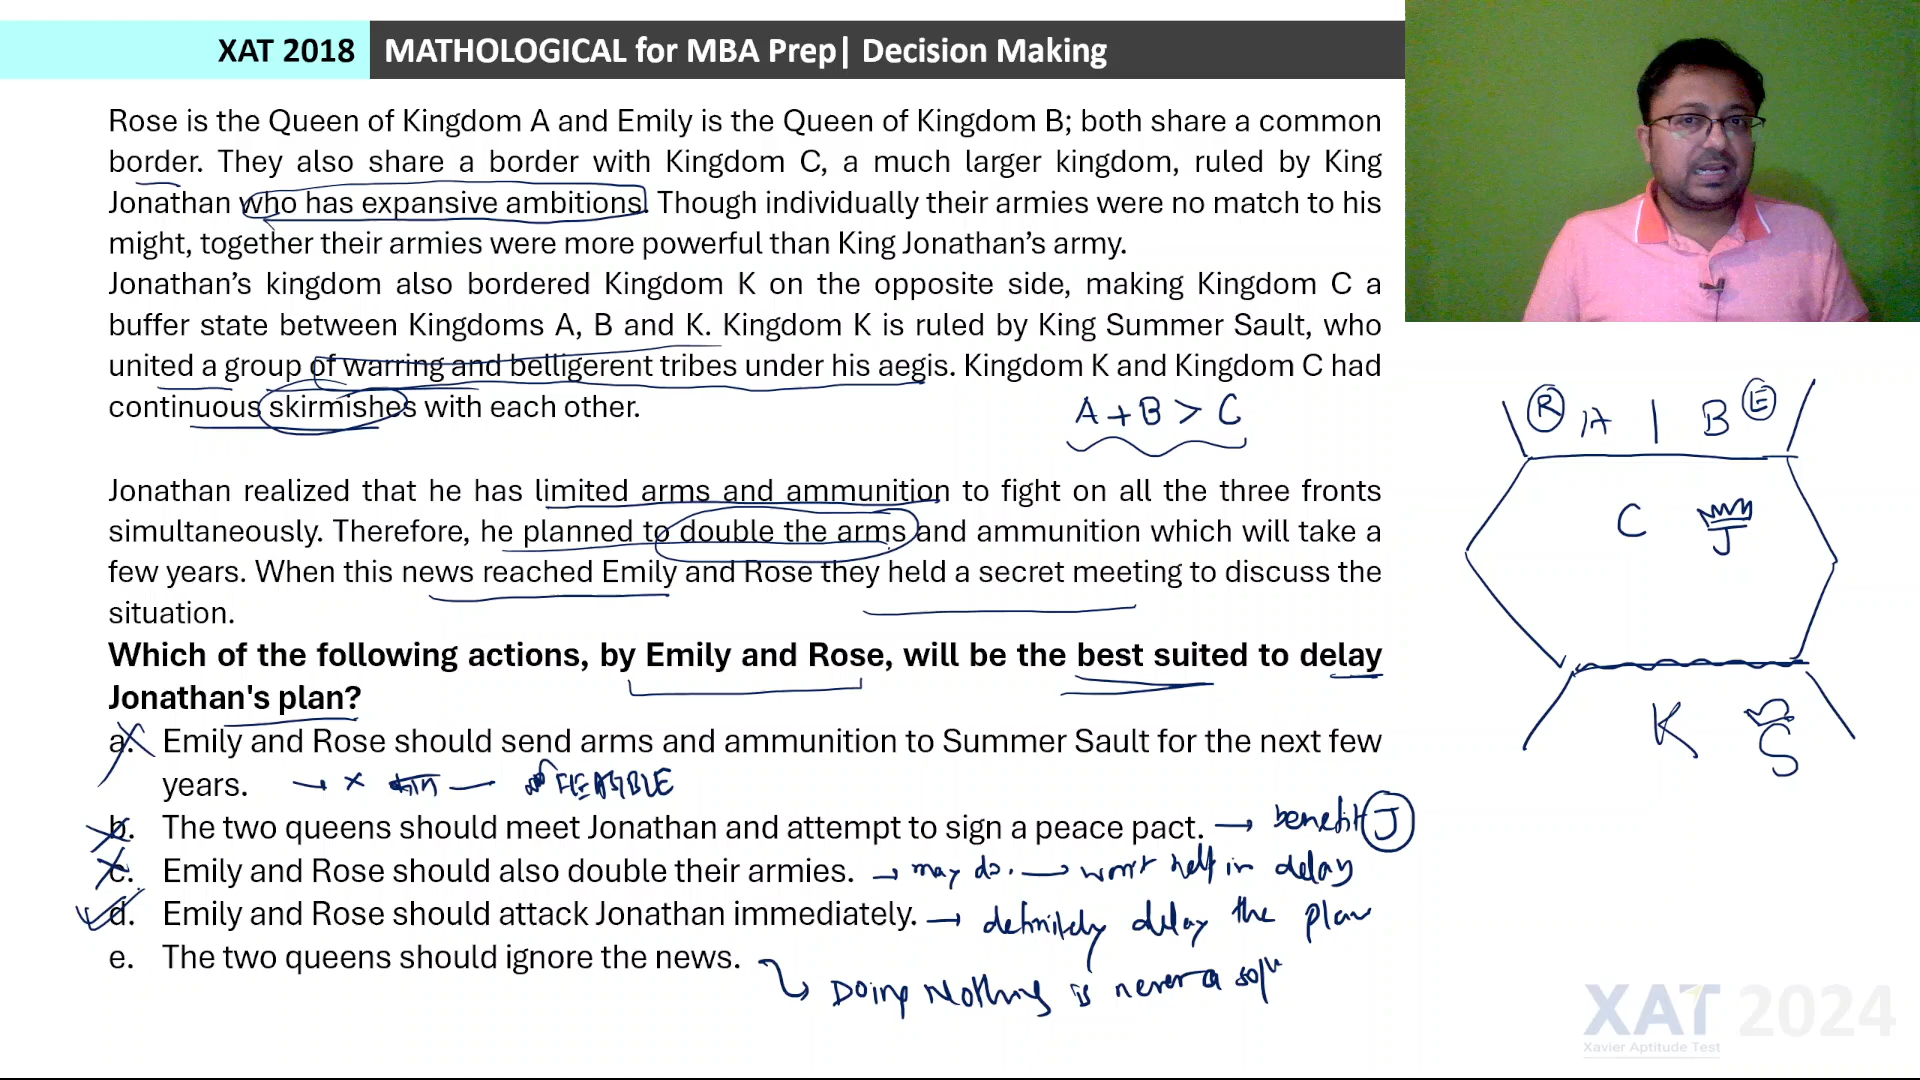 XAT 2018 MATHOLOGICAL for MBA Prep| Decision Making
Rose is the Queen of Kingdom A and Emily is the Queen of Kingdom B; both share a common
border. They also share a border with Kingdom C, a much larger kingdom, ruled by King
Jonathan who has expansive ambitions. Though individually their armies were no match to his
might, together their armies were more powerful than King Jonathan's army.
Jonathan's kingdom also bordered Kingdom K on the opposite side, making Kingdom C a
buffer state between Kingdoms A, B and K. Kingdom K is ruled by King Summer Sault, who
united a group of warring and belligerent tribes under his aegis. Kingdom K and Kingdom C had
continuous skirmishes with each other.
A + B > C
Jonathan realized that he has limited arms and ammunition to fight on all the three fronts
simultaneously. Therefore, he planned to double the arms and ammunition which will take a
few years. When this news reached Emily and Rose they held a secret meeting to discuss the
situation.
Which of the following actions, by Emily and Rose, will be the best suited to delay
Jonathan's plan?
a. Emily and Rose should send arms and ammunition to Summer Sault for the next few
years. → × — FEASIBLE
b. The two queens should meet Jonathan and attempt to sign a peace pact. → benefit J
c. Emily and Rose should also double their armies. → may do. → won't help in delay
d. Emily and Rose should attack Jonathan immediately. → definitely delay the plan
e. The two queens should ignore the news.
Doing Nothing is never a sol
R A | B E
C J
K S
XAT 2024
Xavier Aptitude Test